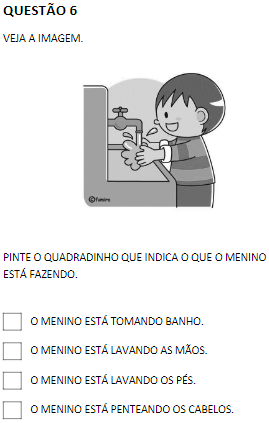 QUESTÃO 6
VEJA A IMAGEM.
©fumira
PINTE O QUADRADINHO QUE INDICA O QUE O MENINO
ESTÁ FAZENDO.
O MENINO ESTÁ TOMANDO BANHO.
O MENINO ESTÁ LAVANDO AS MÃOS.
O MENINO ESTÁ LAVANDO OS PÉS.
O MENINO ESTÁ PENTEANDO OS CABELOS.